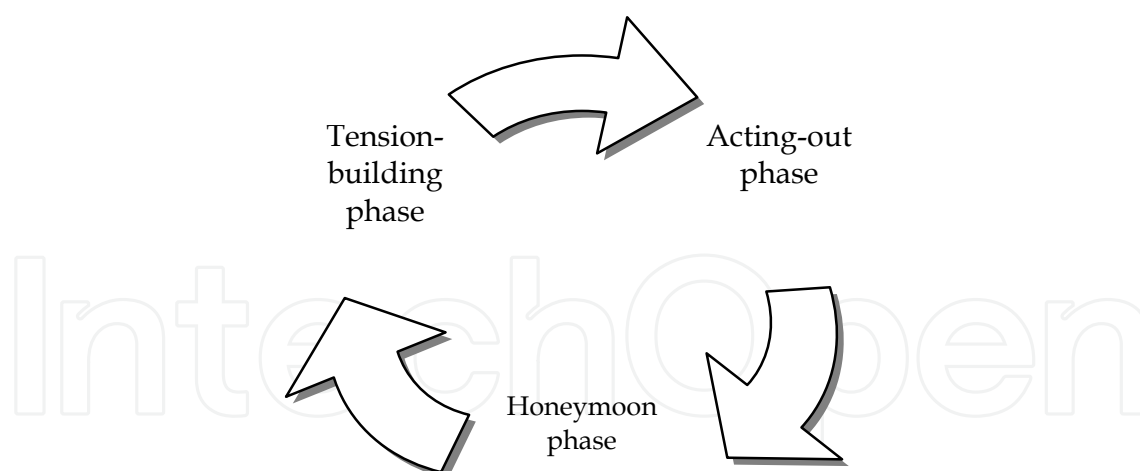 Tension-
building
phase
Acting-out
phase
IntechOpen
Honeymoon
phase